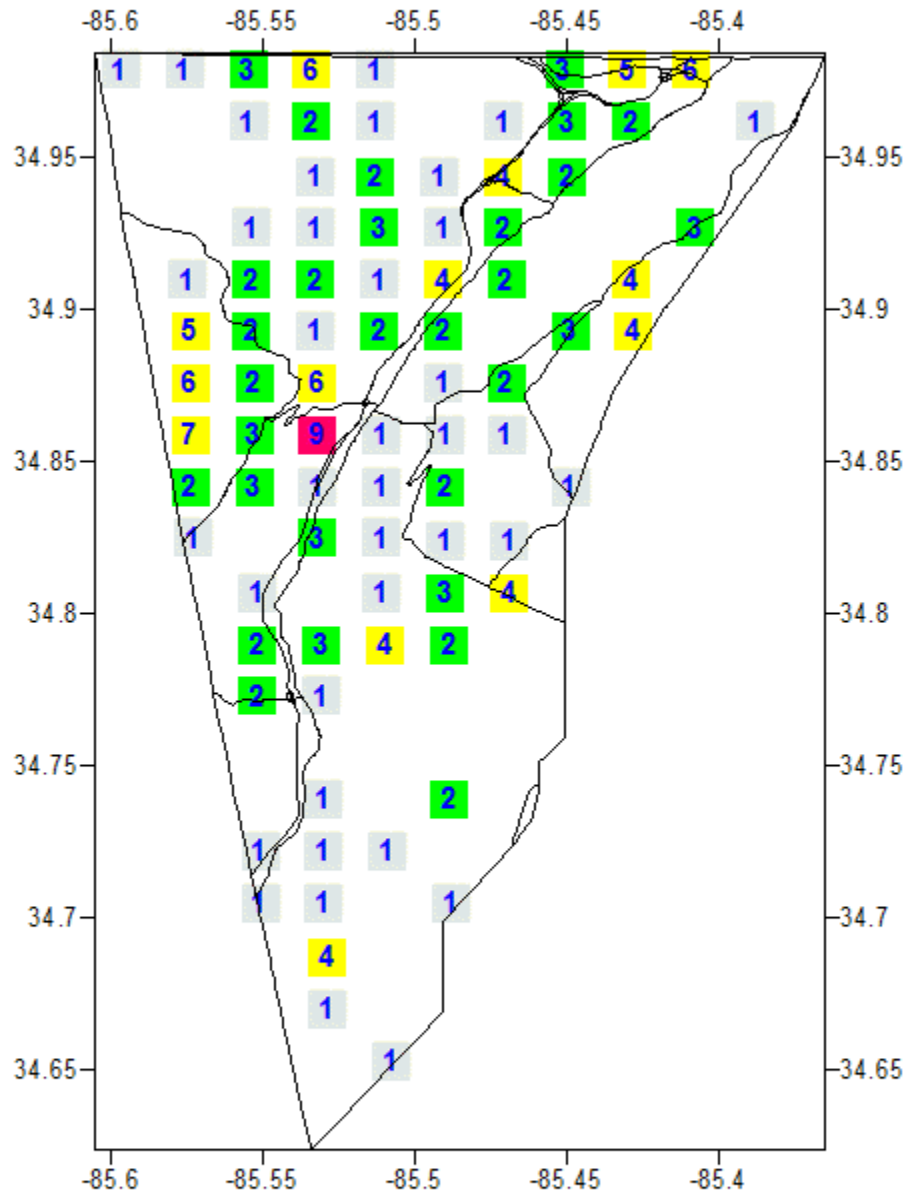 -85.6 -85.55 -85.5 -85.45 -85.4
1 1 3 6 1 3 5 6
1 2 1 1 3 2 1
34.95 34.95
1 2 1 4 2
1 1 3 1 2 3
1 2 2 1 4 2 4
34.9 34.9
5 2 1 2 2 3 4
6 2 6 1 2
7 3 9 1 1 1
34.85 34.85
2 3 1 1 2 1
1 3 1 1 1
1 1 3 4
34.8 34.8
2 3 4 2
2 1
34.75 34.75
1 2
1 1 1
1 1 1
34.7 34.7
4
1
1
34.65 34.65
-85.6 -85.55 -85.5 -85.45 -85.4